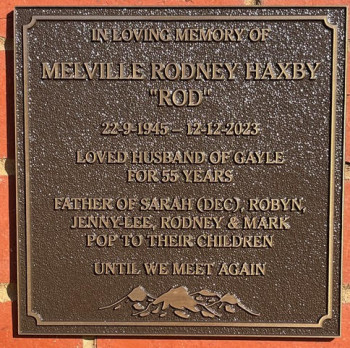 IN LOVING MEMORY OF
MELVILLE RODNEY HAXBY
"ROD"
22-9-1945 – 12-12-2023
LOVED HUSBAND OF GAYLE
FOR 55 YEARS
FATHER OF SARAH (DEC), ROBYN,
JENNY-LEE, RODNEY & MARK
POP TO THEIR CHILDREN
UNTIL WE MEET AGAIN